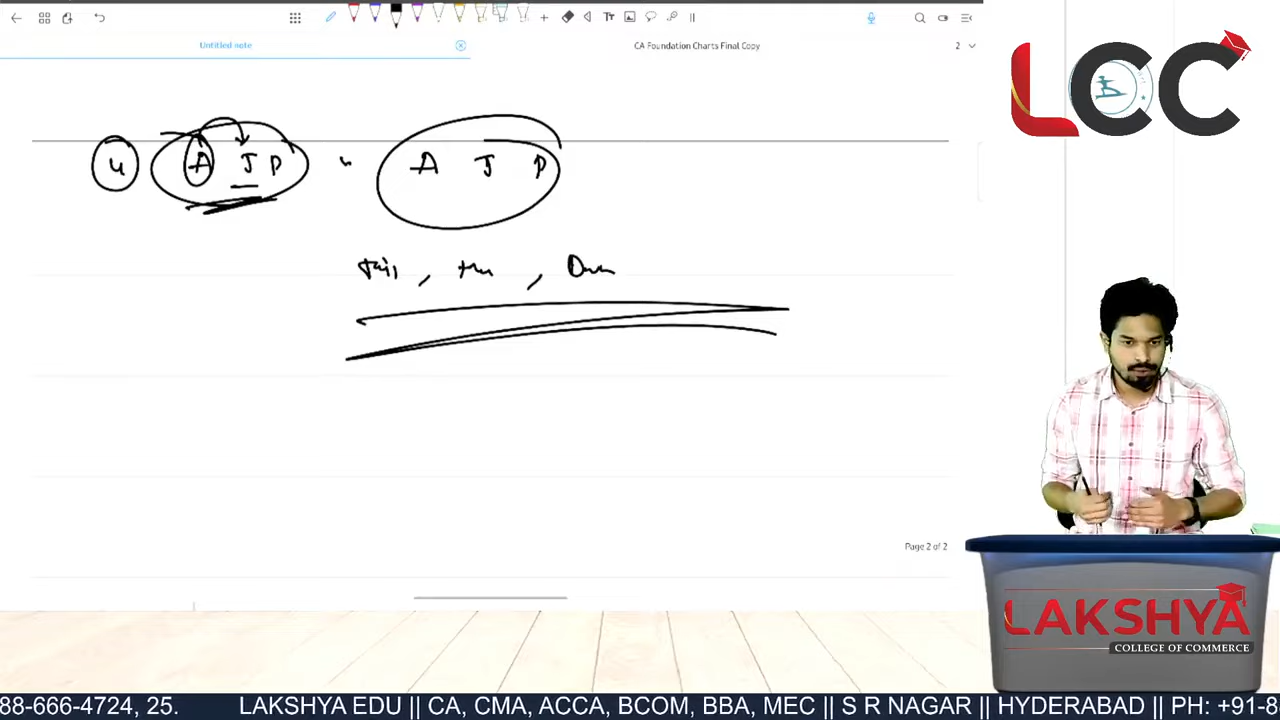 Untitled note
CA Foundation Charts Final Copy
2
LCC
4 A J P A J P
Page 2 of 2
LAKSHYA
COLLEGE OF COMMERCE
88-666-4724, 25. LAKSHYA EDU || CA, CMA, ACCA, BCOM, BBA, MEC || S R NAGAR || HYDERABAD || PH: +91-8